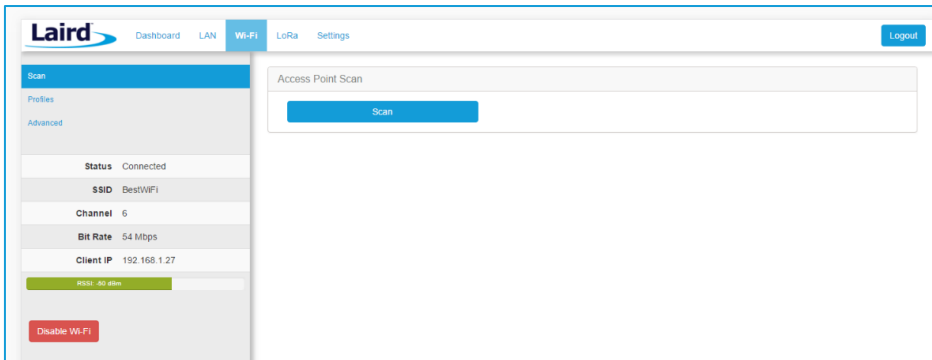 Laird Dashboard LAN Wi-Fi LoRa Settings Logout
Scan
Profiles
Advanced
Status Connected
SSID BestWiFi
Channel 6
Bit Rate 54 Mbps
Client IP 192.168.1.27
RSSI: -50 dBm
Disable Wi-Fi
Access Point Scan
Scan